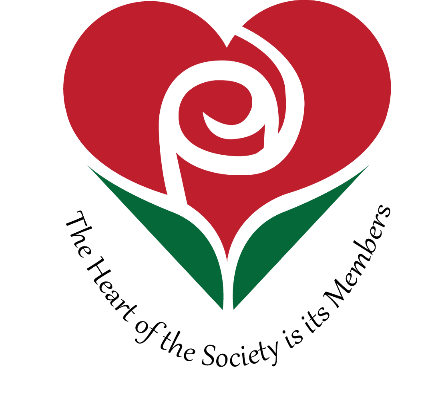 The Heart of the Society is its Members